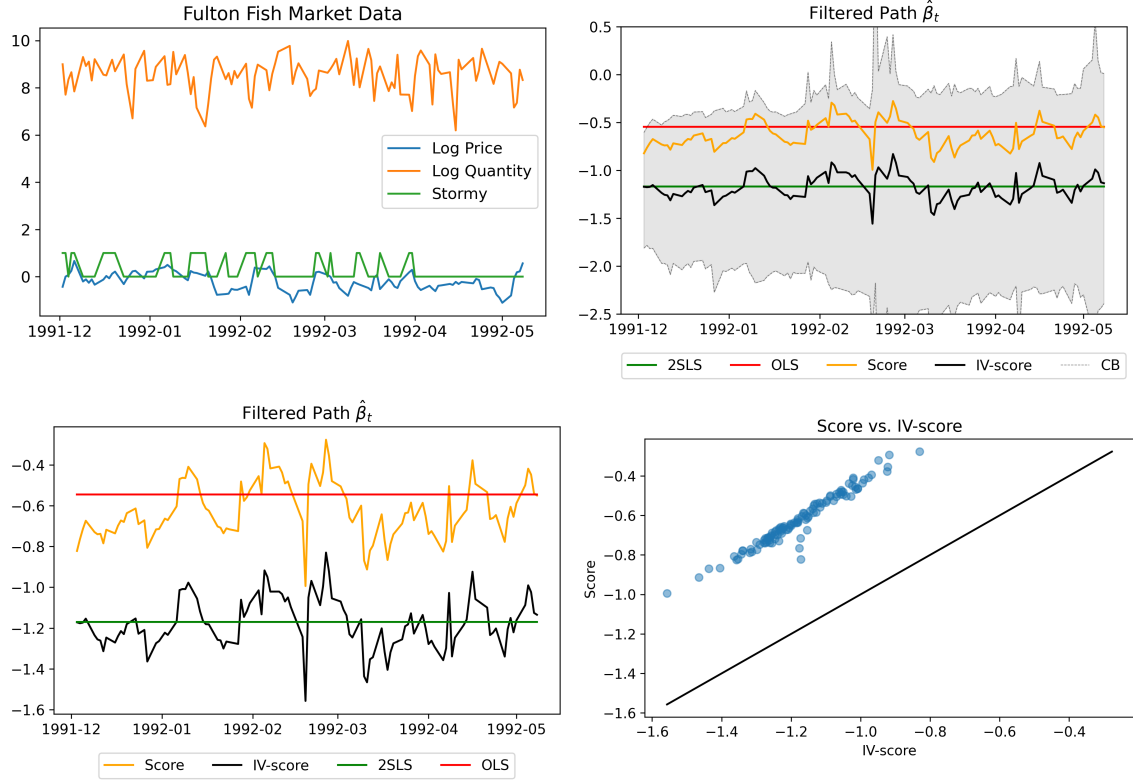 Fulton Fish Market Data
10
8
6
4
2
0
Log Price
Log Quantity
Stormy
1991-12 1992-01 1992-02 1992-03 1992-04 1992-05
Filtered Path β̂ₜ
0.5
0.0
−0.5
−1.0
−1.5
−2.0
−2.5
1991-12 1992-01 1992-02 1992-03 1992-04 1992-05
2SLS OLS Score IV-score CB
Filtered Path β̂ₜ
−0.4
−0.6
−0.8
−1.0
−1.2
−1.4
−1.6
1991-12 1992-01 1992-02 1992-03 1992-04 1992-05
Score IV-score 2SLS OLS
Score vs. IV-score
Score
−0.4
−0.6
−0.8
−1.0
−1.2
−1.4
−1.6
−1.6 −1.4 −1.2 −1.0 −0.8 −0.6 −0.4
IV-score